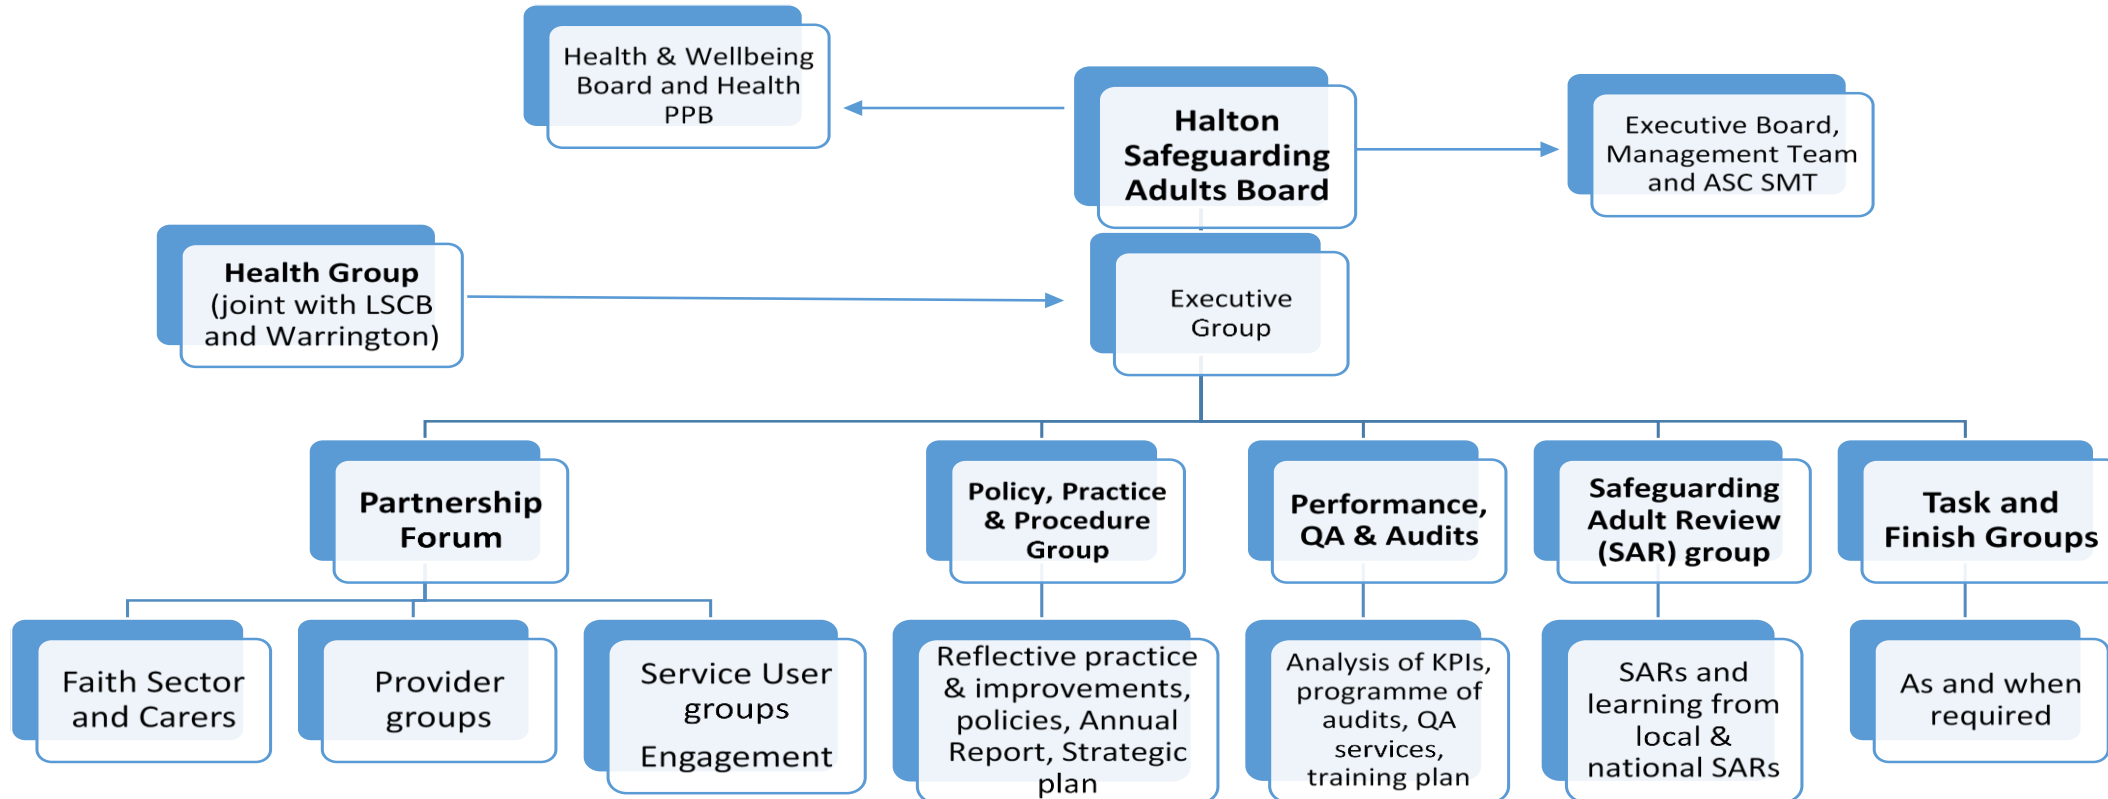 Health & Wellbeing
Board and Health
PPB
Halton
Safeguarding
Adults Board
Executive Board,
Management Team
and ASC SMT
Health Group
(joint with LSCB
and Warrington)
Executive
Group
Partnership
Forum
Policy, Practice
& Procedure
Group
Performance,
QA & Audits
Safeguarding
Adult Review
(SAR) group
Task and
Finish Groups
Faith Sector
and Carers
Provider
groups
Service User
groups
Engagement
Reflective practice
& improvements,
policies, Annual
Report, Strategic
plan
Analysis of KPIs,
programme of
audits, QA
services,
training plan
SARs and
learning from
local &
national SARs
As and when
required